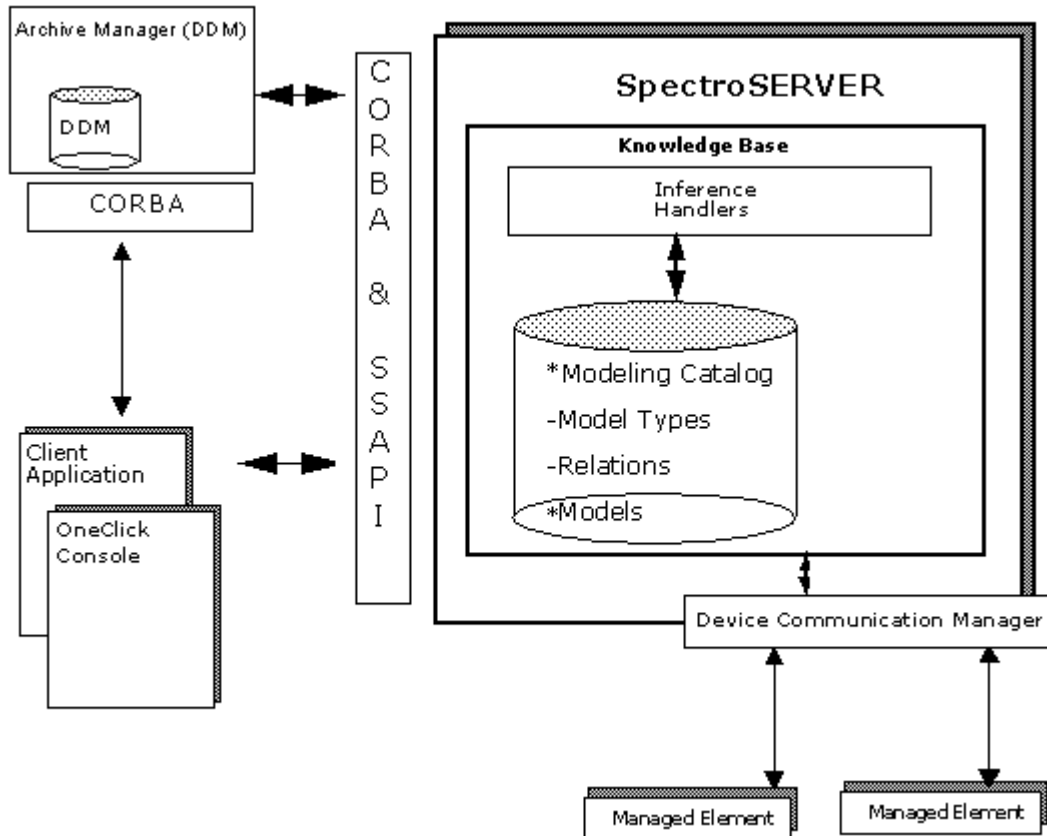 Archive Manager (DDM)
DDM
CORBA
Client
Application
OneClick
Console
C
O
R
B
A
&
S
S
A
P
I
SpectroSERVER
Knowledge Base
Inference
Handlers
*Modeling Catalog
-Model Types
-Relations
*Models
Device Communication Manager
Managed Element
Managed Element